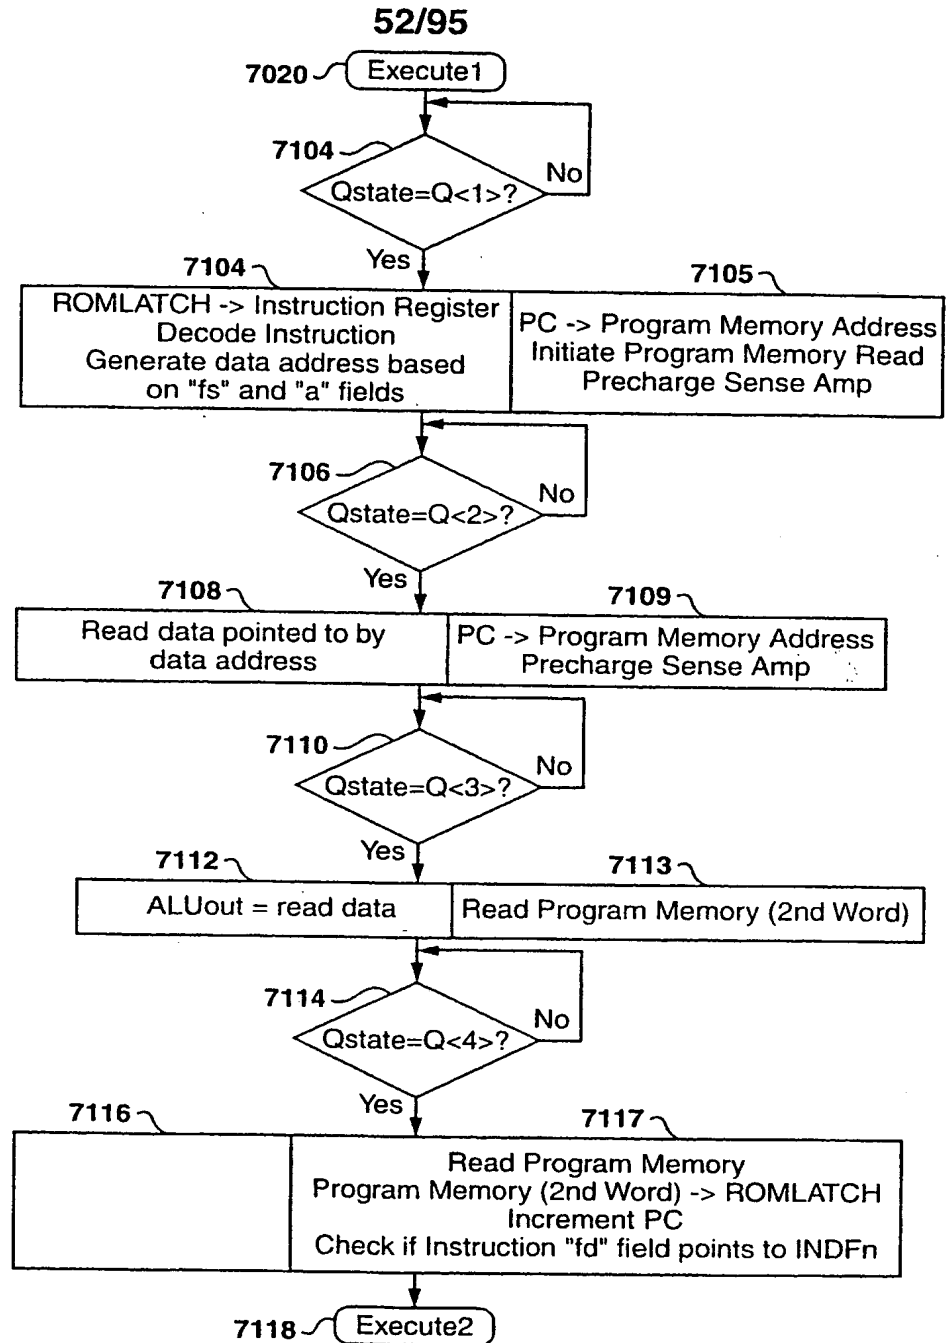 52/95
7020
Execute1
7104
Qstate=Q<1>?
No
Yes
7104
ROMLATCH -> Instruction Register
Decode Instruction
Generate data address based
on "fs" and "a" fields
7105
PC -> Program Memory Address
Initiate Program Memory Read
Precharge Sense Amp
7106
Qstate=Q<2>?
No
Yes
7108
Read data pointed to by
data address
7109
PC -> Program Memory Address
Precharge Sense Amp
7110
Qstate=Q<3>?
No
Yes
7112
ALUout = read data
7113
Read Program Memory (2nd Word)
7114
Qstate=Q<4>?
No
Yes
7116
7117
Read Program Memory
Program Memory (2nd Word) -> ROMLATCH
Increment PC
Check if Instruction "fd" field points to INDFn
7118
Execute2